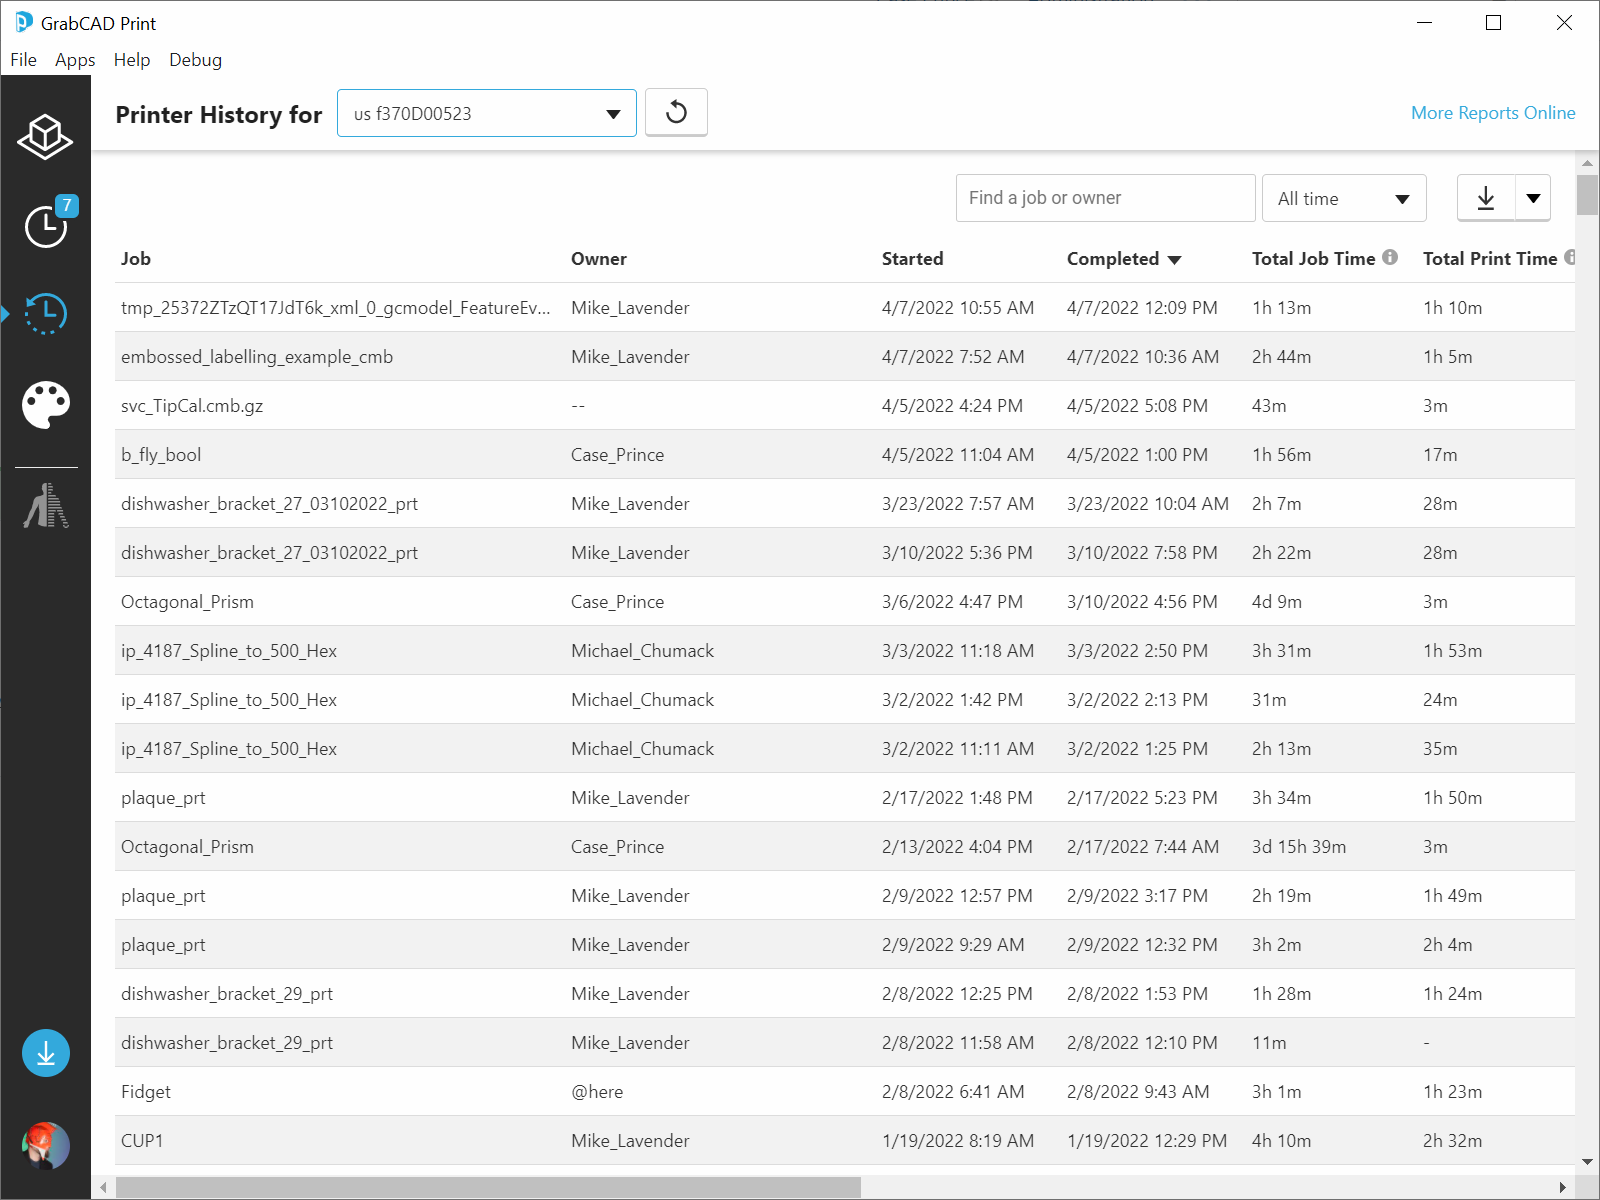 GrabCAD Print
File Apps Help Debug
Printer History for us f370D00523 More Reports Online
7
Find a job or owner All time
Job Owner Started Completed Total Job Time Total Print Time
tmp_25372ZTzQT17JdT6k_xml_0_gcmodel_FeatureEv... Mike_Lavender 4/7/2022 10:55 AM 4/7/2022 12:09 PM 1h 13m 1h 10m
embossed_labelling_example_cmb Mike_Lavender 4/7/2022 7:52 AM 4/7/2022 10:36 AM 2h 44m 1h 5m
svc_TipCal.cmb.gz -- 4/5/2022 4:24 PM 4/5/2022 5:08 PM 43m 3m
b_fly_bool Case_Prince 4/5/2022 11:04 AM 4/5/2022 1:00 PM 1h 56m 17m
dishwasher_bracket_27_03102022_prt Mike_Lavender 3/23/2022 7:57 AM 3/23/2022 10:04 AM 2h 7m 28m
dishwasher_bracket_27_03102022_prt Mike_Lavender 3/10/2022 5:36 PM 3/10/2022 7:58 PM 2h 22m 28m
Octagonal_Prism Case_Prince 3/6/2022 4:47 PM 3/10/2022 4:56 PM 4d 9m 3m
ip_4187_Spline_to_500_Hex Michael_Chumack 3/3/2022 11:18 AM 3/3/2022 2:50 PM 3h 31m 1h 53m
ip_4187_Spline_to_500_Hex Michael_Chumack 3/2/2022 1:42 PM 3/2/2022 2:13 PM 31m 24m
ip_4187_Spline_to_500_Hex Michael_Chumack 3/2/2022 11:11 AM 3/2/2022 1:25 PM 2h 13m 35m
plaque_prt Mike_Lavender 2/17/2022 1:48 PM 2/17/2022 5:23 PM 3h 34m 1h 50m
Octagonal_Prism Case_Prince 2/13/2022 4:04 PM 2/17/2022 7:44 AM 3d 15h 39m 3m
plaque_prt Mike_Lavender 2/9/2022 12:57 PM 2/9/2022 3:17 PM 2h 19m 1h 49m
plaque_prt Mike_Lavender 2/9/2022 9:29 AM 2/9/2022 12:32 PM 3h 2m 2h 4m
dishwasher_bracket_29_prt Mike_Lavender 2/8/2022 12:25 PM 2/8/2022 1:53 PM 1h 28m 1h 24m
dishwasher_bracket_29_prt Mike_Lavender 2/8/2022 11:58 AM 2/8/2022 12:10 PM 11m -
Fidget @here 2/8/2022 6:41 AM 2/8/2022 9:43 AM 3h 1m 1h 23m
CUP1 Mike_Lavender 1/19/2022 8:19 AM 1/19/2022 12:29 PM 4h 10m 2h 32m